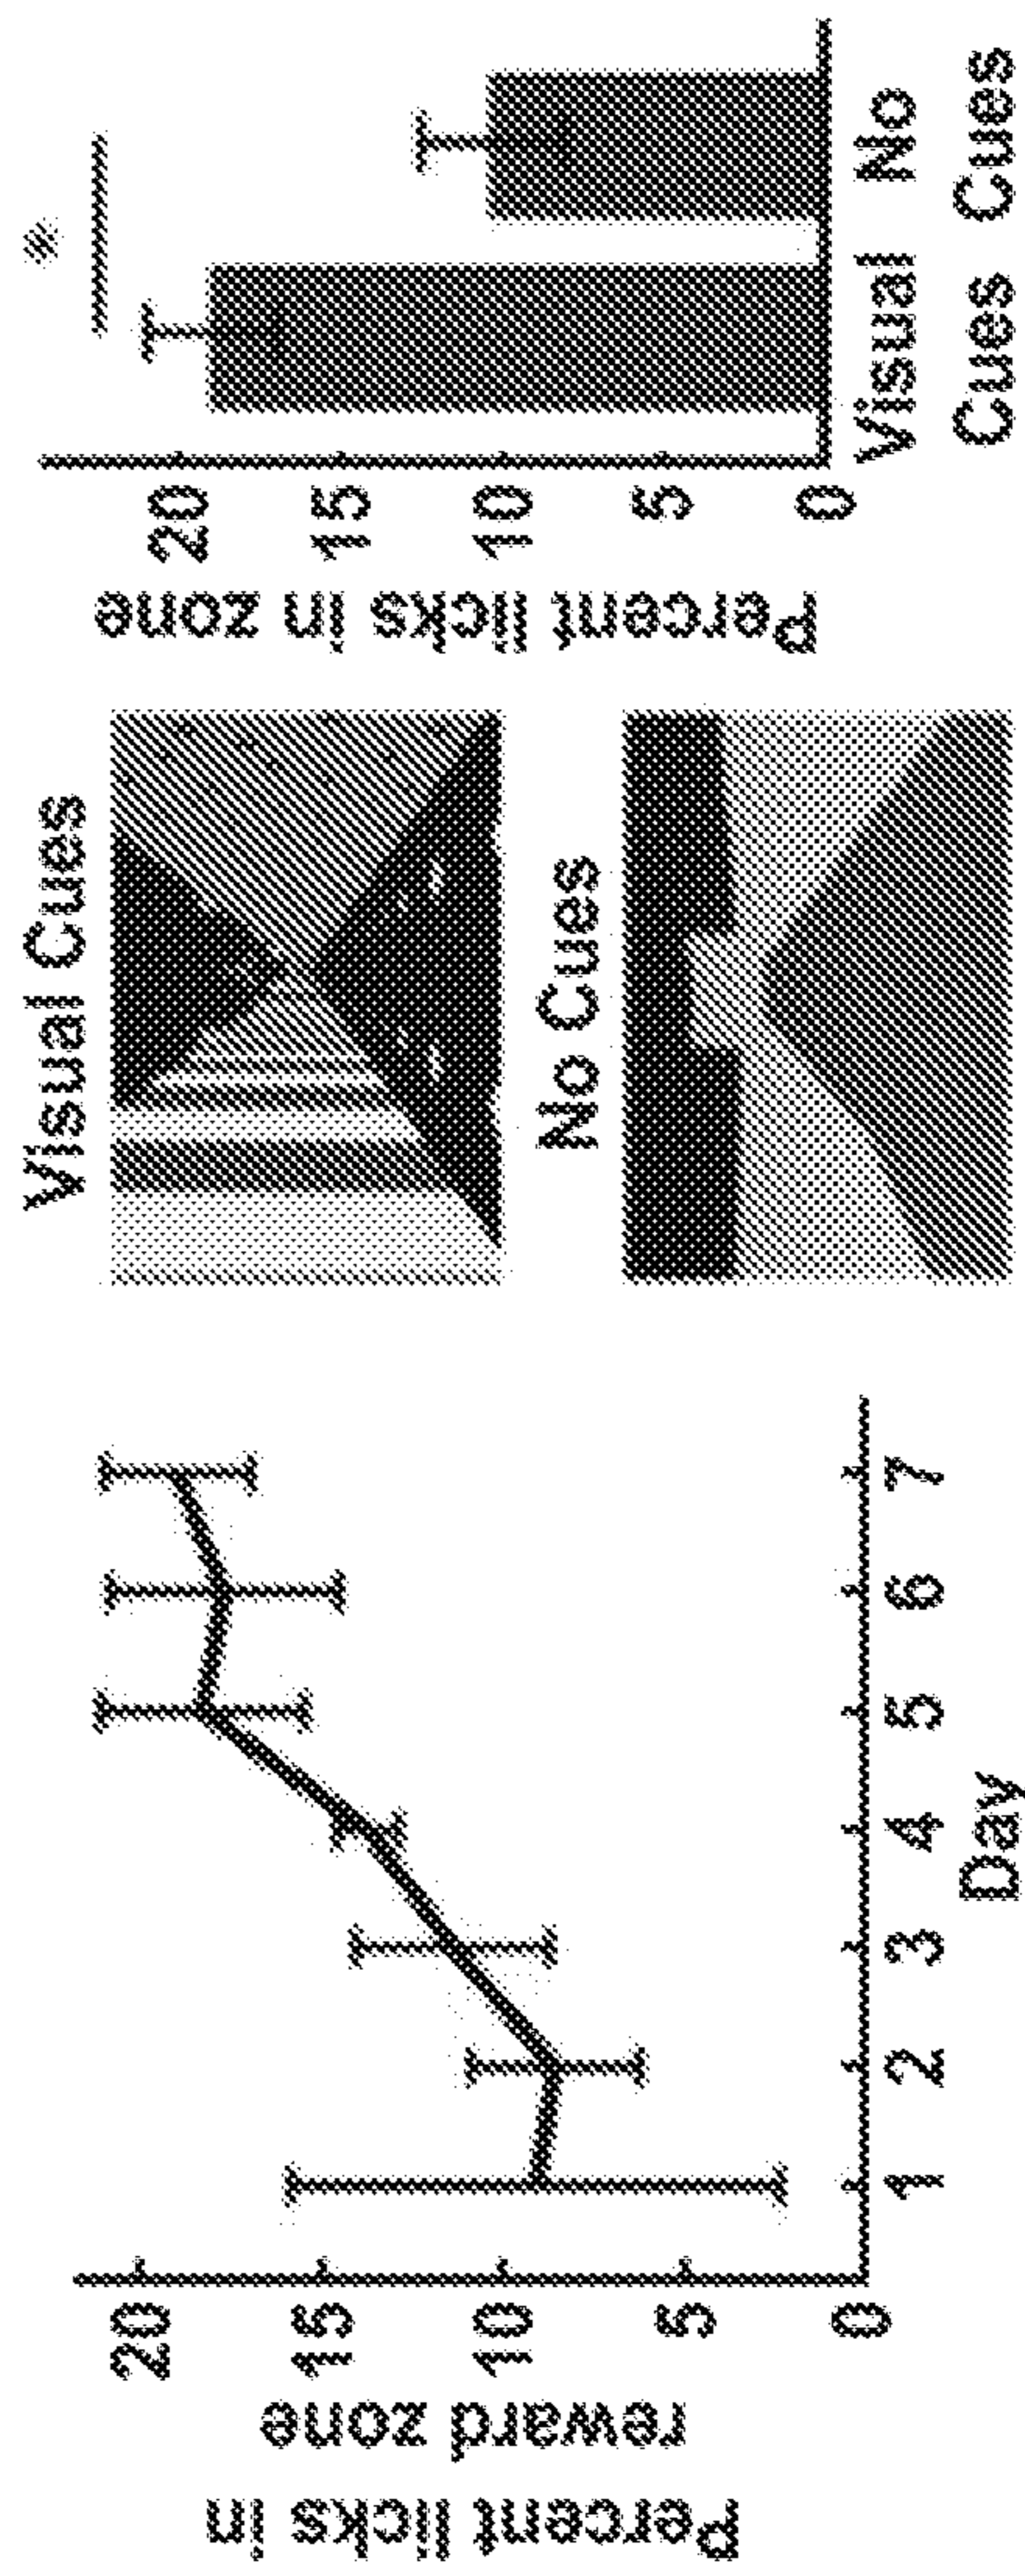 Percent licks in
reward zone
20
15
10
5
0
1 2 3 4 5 6 7
Day
Visual Cues
No Cues
Percent licks in zone
20
15
10
5
0
*
Visual No
Cues Cues